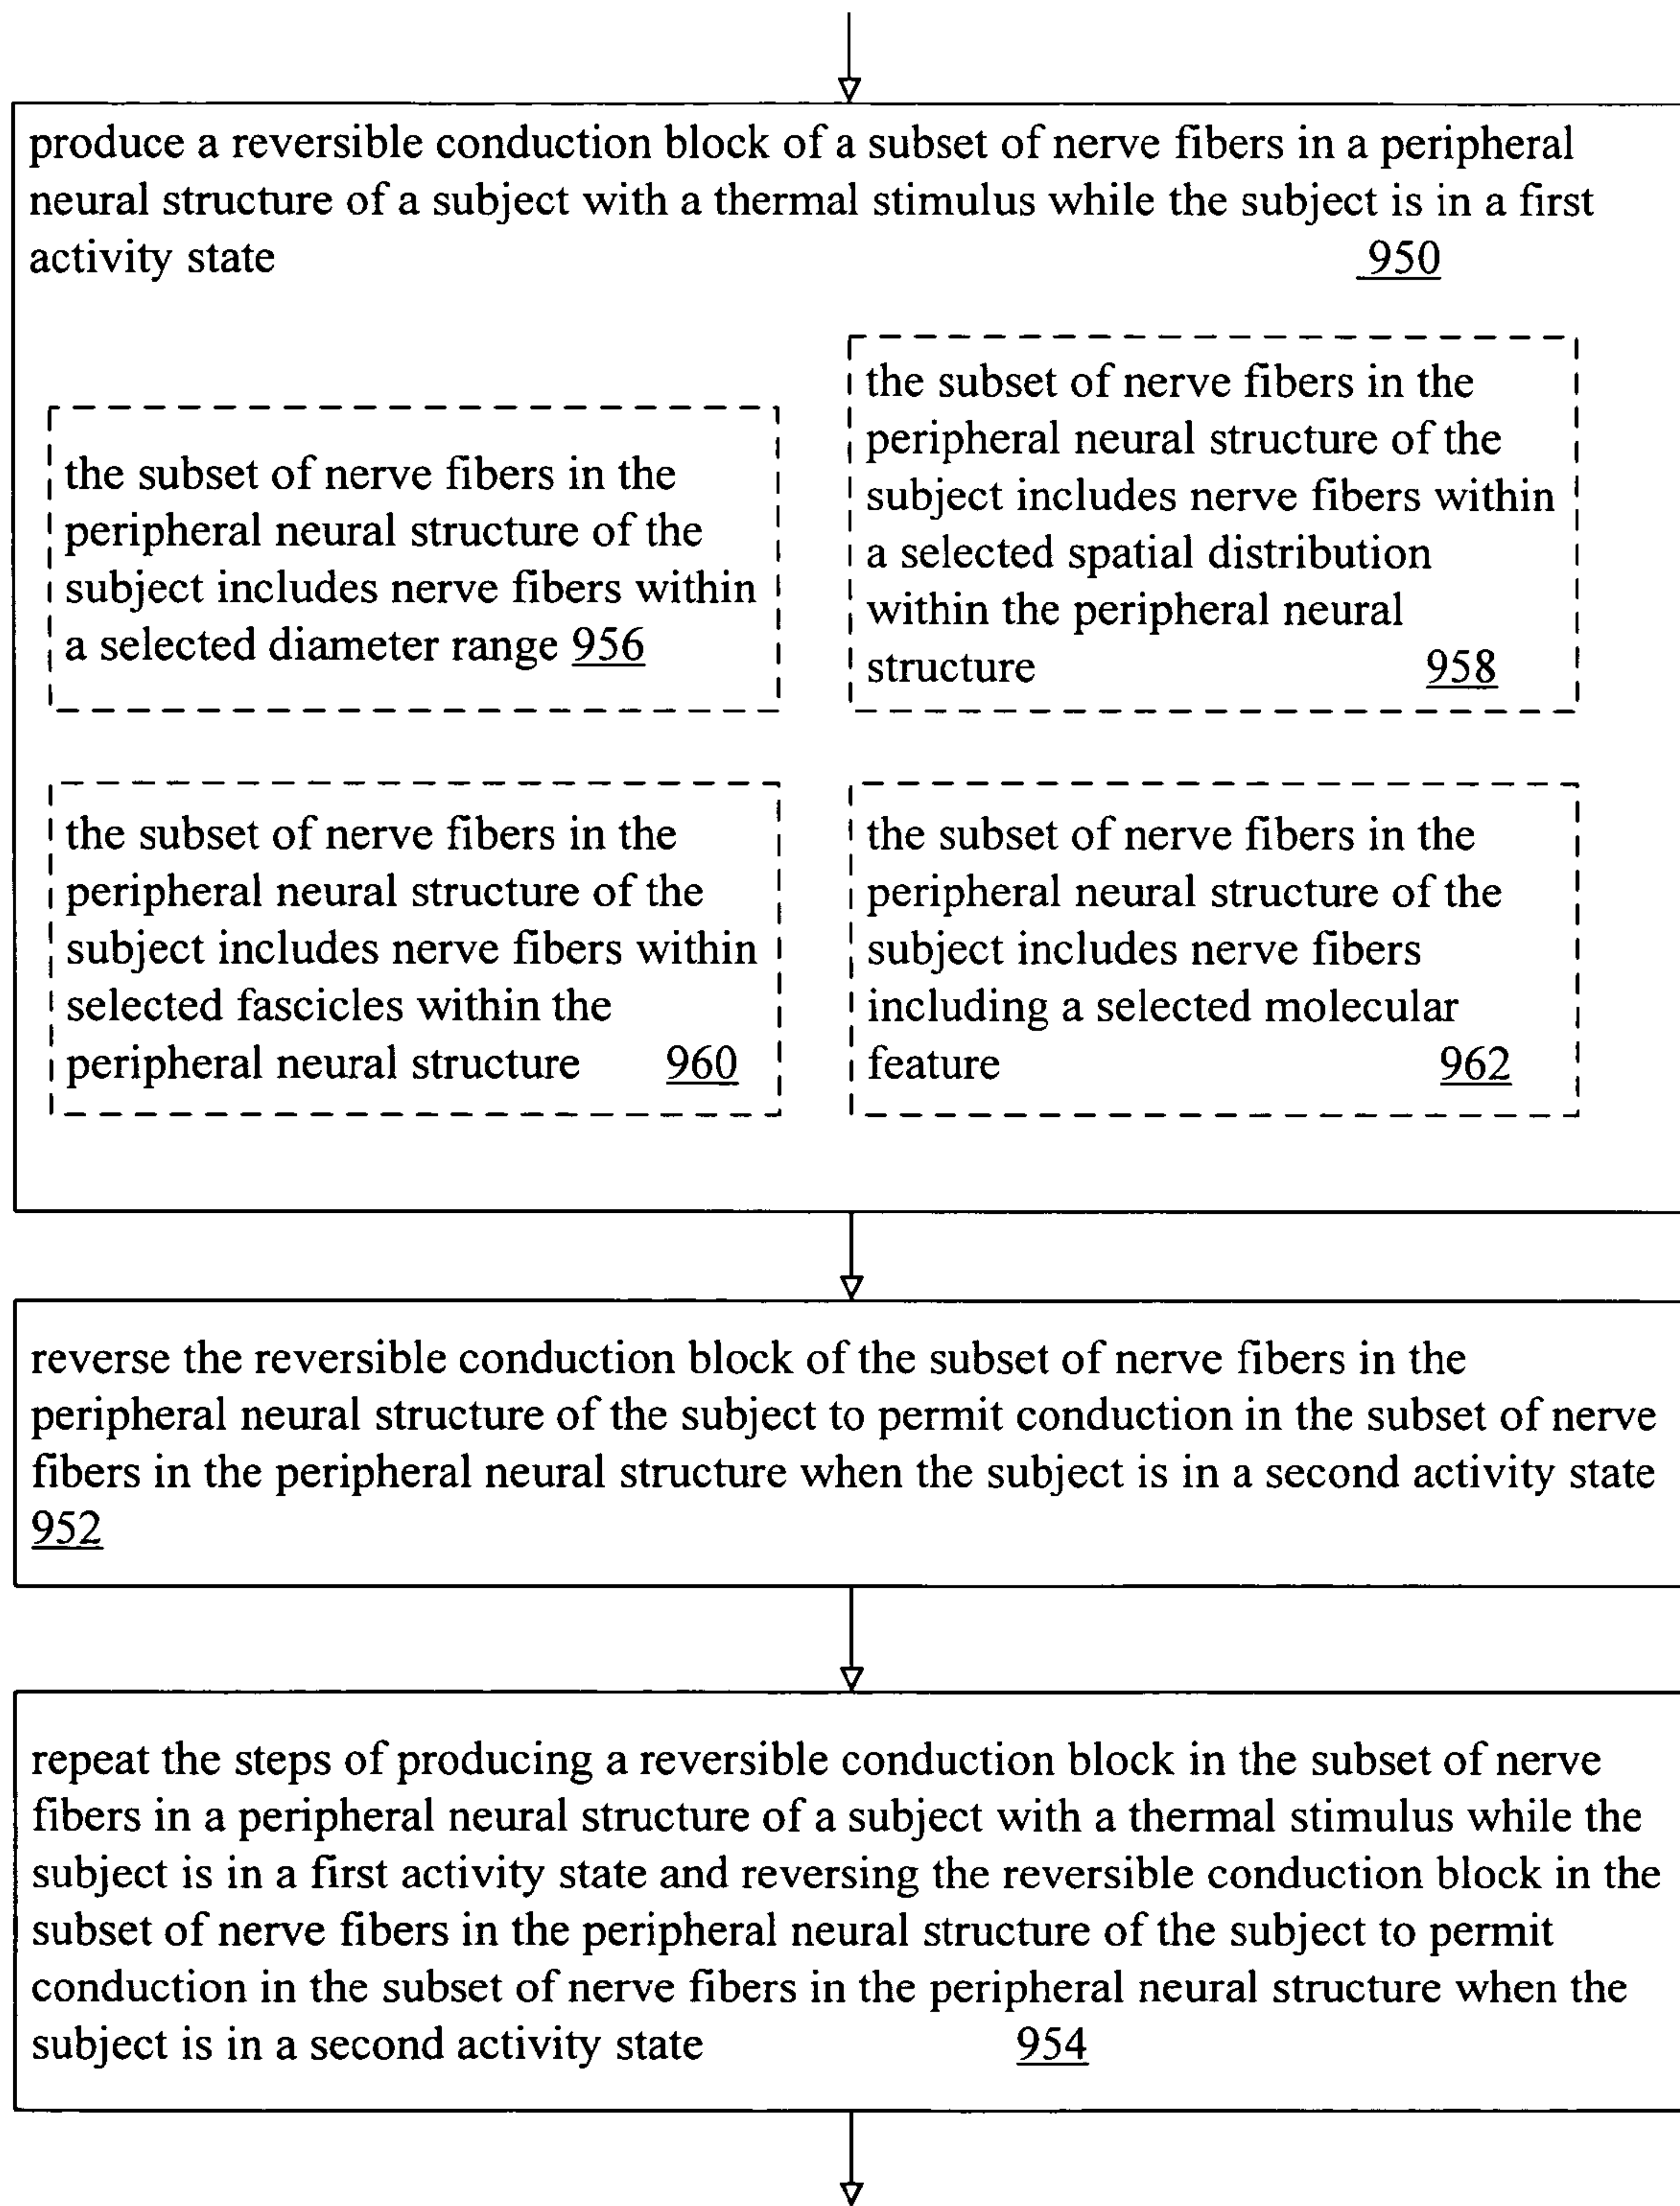 produce a reversible conduction block of a subset of nerve fibers in a peripheral
neural structure of a subject with a thermal stimulus while the subject is in a first
activity state 950
the subset of nerve fibers in the
peripheral neural structure of the
subject includes nerve fibers within
a selected diameter range 956
the subset of nerve fibers in the
peripheral neural structure of the
subject includes nerve fibers within
a selected spatial distribution
within the peripheral neural
structure 958
the subset of nerve fibers in the
peripheral neural structure of the
subject includes nerve fibers within
selected fascicles within the
peripheral neural structure 960
the subset of nerve fibers in the
peripheral neural structure of the
subject includes nerve fibers
including a selected molecular
feature 962
reverse the reversible conduction block of the subset of nerve fibers in the
peripheral neural structure of the subject to permit conduction in the subset of nerve
fibers in the peripheral neural structure when the subject is in a second activity state
952
repeat the steps of producing a reversible conduction block in the subset of nerve
fibers in a peripheral neural structure of a subject with a thermal stimulus while the
subject is in a first activity state and reversing the reversible conduction block in the
subset of nerve fibers in the peripheral neural structure of the subject to permit
conduction in the subset of nerve fibers in the peripheral neural structure when the
subject is in a second activity state 954